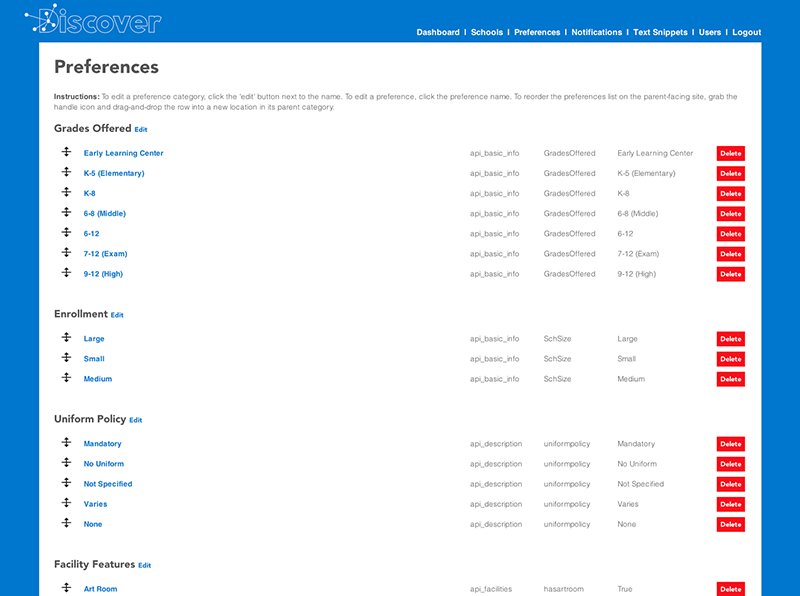 Discover
Dashboard | Schools | Preferences | Notifications | Text Snippets | Users | Logout
Preferences
Instructions: To edit a preference category, click the 'edit' button next to the name. To edit a preference, click the preference name. To reorder the preferences list on the parent-facing site, grab the
handle icon and drag-and-drop the row into a new location in its parent category.
Grades Offered Edit
Early Learning Center api_basic_info GradesOffered Early Learning Center Delete
K-5 (Elementary) api_basic_info GradesOffered K-5 (Elementary) Delete
K-8 api_basic_info GradesOffered K-8 Delete
6-8 (Middle) api_basic_info GradesOffered 6-8 (Middle) Delete
6-12 api_basic_info GradesOffered 6-12 Delete
7-12 (Exam) api_basic_info GradesOffered 7-12 (Exam) Delete
9-12 (High) api_basic_info GradesOffered 9-12 (High) Delete
Enrollment Edit
Large api_basic_info SchSize Large Delete
Small api_basic_info SchSize Small Delete
Medium api_basic_info SchSize Medium Delete
Uniform Policy Edit
Mandatory api_description uniformpolicy Mandatory Delete
No Uniform api_description uniformpolicy No Uniform Delete
Not Specified api_description uniformpolicy Not Specified Delete
Varies api_description uniformpolicy Varies Delete
None api_description uniformpolicy None Delete
Facility Features Edit
Art Room api_facilities hasartroom True Delete